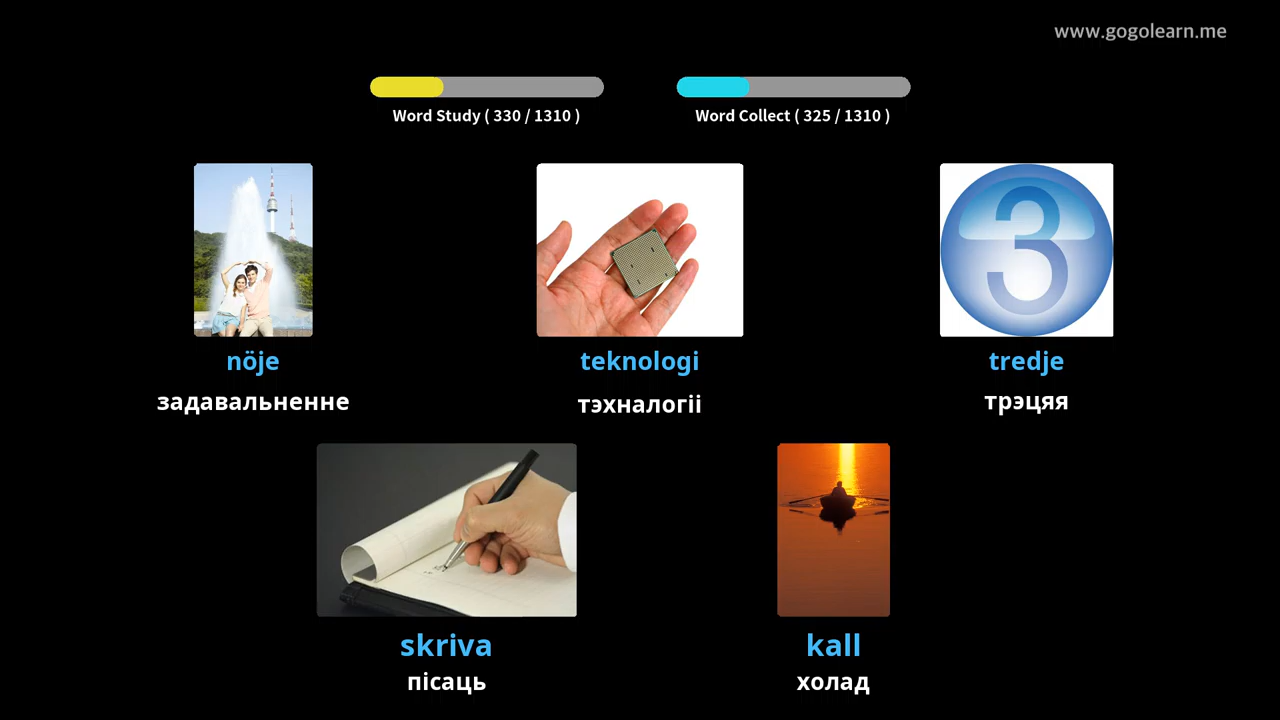 www.gogolearn.me
Word Study ( 330 / 1310 )
Word Collect ( 325 / 1310 )
3
nöje
teknologi
tredje
задавальненне
тэхналогіі
трэцяя
skriva
kall
пісаць
холад